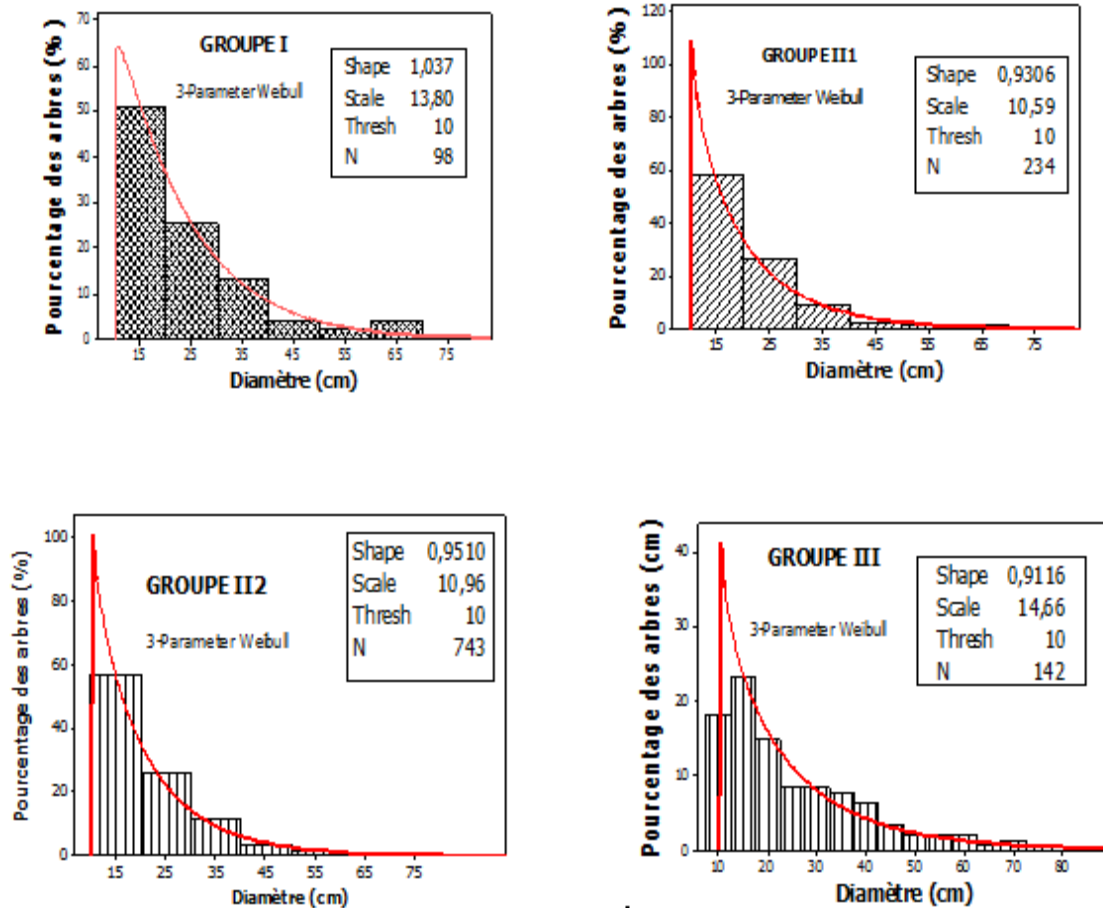 GROUPE I
3-Parameter Weibull
Shape 1,037
Scale 13,80
Thresh 10
N 98
Pourcentage des arbres (%)
70
60
50
40
30
20
10
0
15 25 35 45 55 65 75
Diamètre (cm)
GROUPE II1
3-Parameter Weibull
Shape 0,9306
Scale 10,59
Thresh 10
N 234
Pourcentage des arbres (%)
120
100
80
60
40
20
0
15 25 35 45 55 65 75
Diamètre (cm)
GROUPE II2
3-Parameter Weibull
Shape 0,9510
Scale 10,96
Thresh 10
N 743
Pourcentage des arbres (%)
100
80
60
40
20
0
15 25 35 45 55 65 75
Diamètre (cm)
GROUPE III
3-Parameter Weibull
Shape 0,9116
Scale 14,66
Thresh 10
N 142
Pourcentage des arbres (cm)
40
30
20
10
0
10 20 30 40 50 60 70 80
Diamètre (cm)